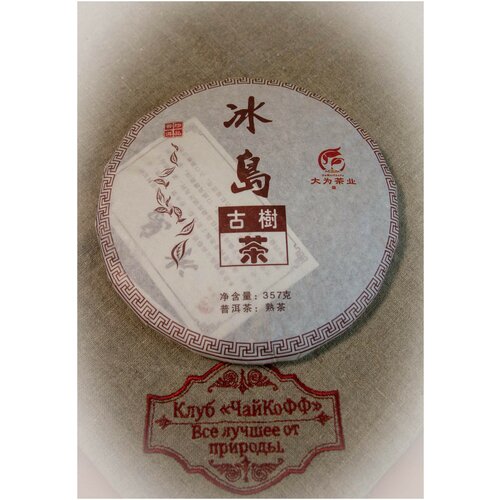 冰
島
古樹
茶
大为茶业
净含量：357克
普洱茶：熟茶
Клуб «ЧайКоФФ»
Все лучшее от
природы.